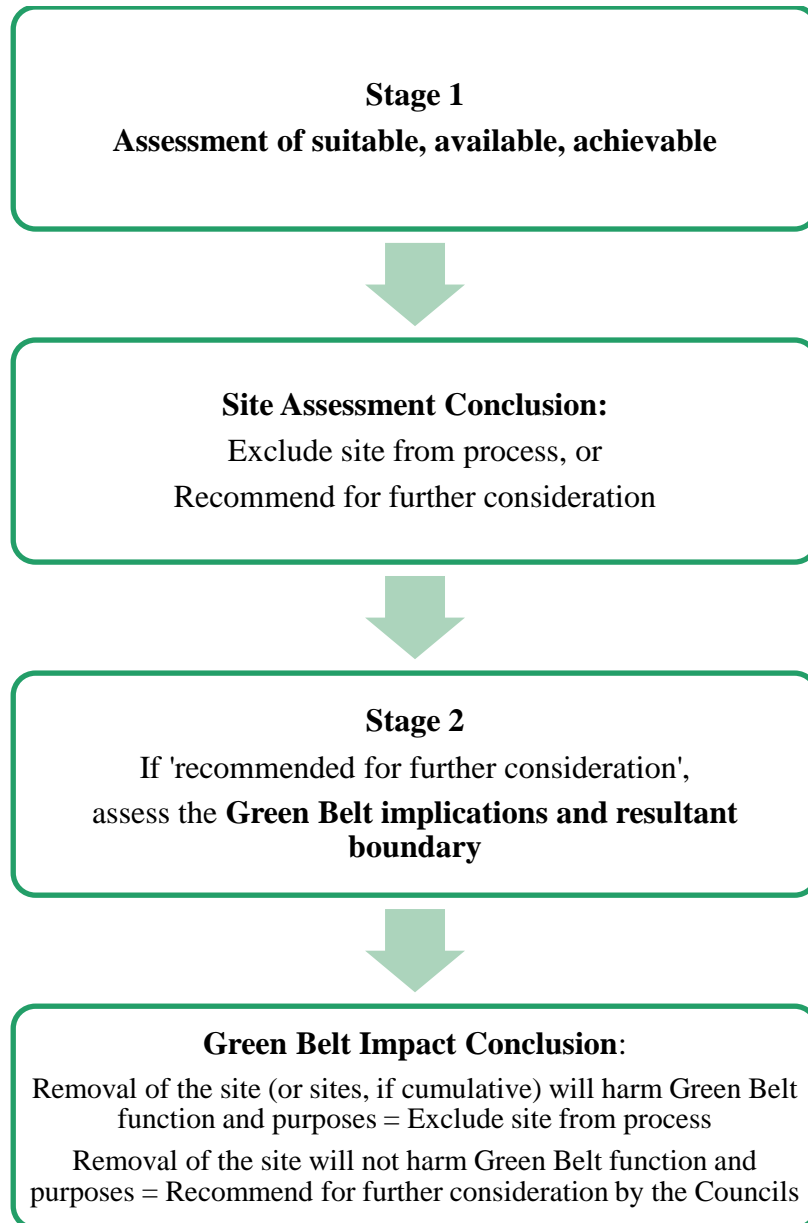 Stage 1
Assessment of suitable, available, achievable
Site Assessment Conclusion:
Exclude site from process, or
Recommend for further consideration
Stage 2
If 'recommended for further consideration',
assess the Green Belt implications and resultant
boundary
Green Belt Impact Conclusion:
Removal of the site (or sites, if cumulative) will harm Green Belt
function and purposes = Exclude site from process
Removal of the site will not harm Green Belt function and
purposes = Recommend for further consideration by the Councils